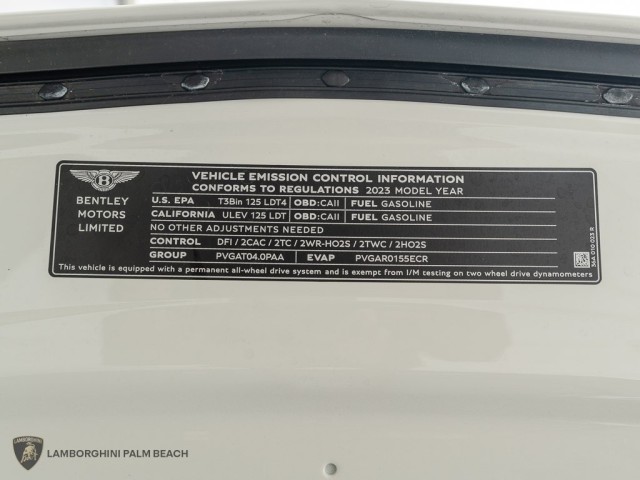 VEHICLE EMISSION CONTROL INFORMATION
CONFORMS TO REGULATIONS 2023 MODEL YEAR
B
BENTLEY
MOTORS
LIMITED
U.S. EPA T3Bin 125 LDT4 OBD:CAII FUEL GASOLINE
CALIFORNIA ULEV 125 LDT OBD:CAII FUEL GASOLINE
NO OTHER ADJUSTMENTS NEEDED
CONTROL DFI / 2CAC / 2TC / 2WR-HO2S / 2TWC / 2HO2S
GROUP PVGAT04.0PAA EVAP PVGAR0155ECR
This vehicle is equipped with a permanent all-wheel drive system and is exempt from I/M testing on two wheel drive dynamometers
36A 010 023 R
LAMBORGHINI PALM BEACH